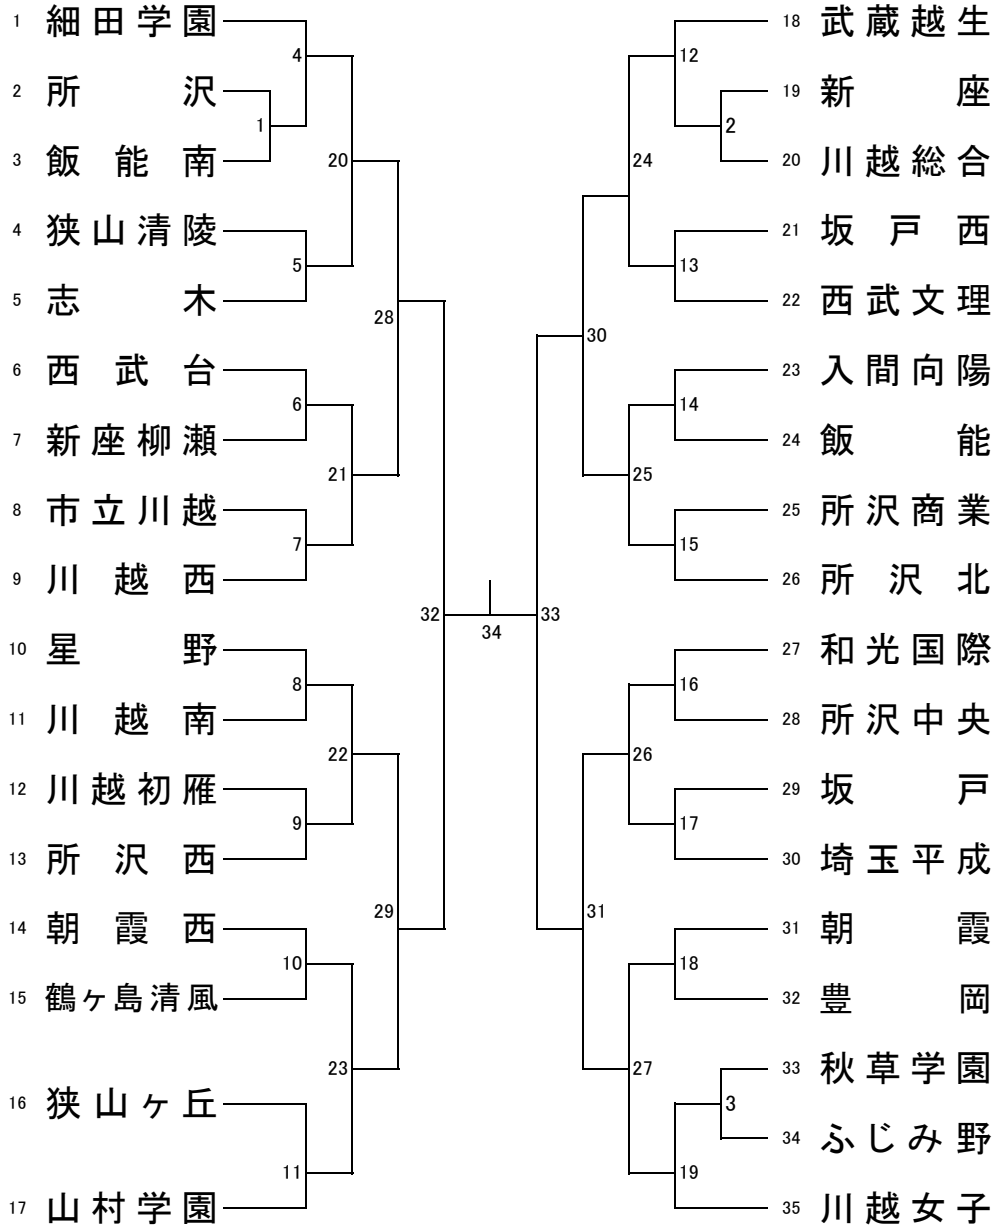 1 細田学園
2 所沢
3 飯能南
4 狭山清陵
5 志木
6 西武台
7 新座柳瀬
8 市立川越
9 川越西
10 星野
11 川越南
12 川越初雁
13 所沢西
14 朝霞西
15 鶴ヶ島清風
16 狭山ヶ丘
17 山村学園
4
1
20
5
28
6
21
7
32
8
22
9
29
10
23
11
34
33
12
2
24
13
30
14
25
15
16
26
17
31
18
27
3
19
18 武蔵越生
19 新座
20 川越総合
21 坂戸西
22 西武文理
23 入間向陽
24 飯能
25 所沢商業
26 所沢北
27 和光国際
28 所沢中央
29 坂戸
30 埼玉平成
31 朝霞
32 豊岡
33 秋草学園
34 ふじみ野
35 川越女子